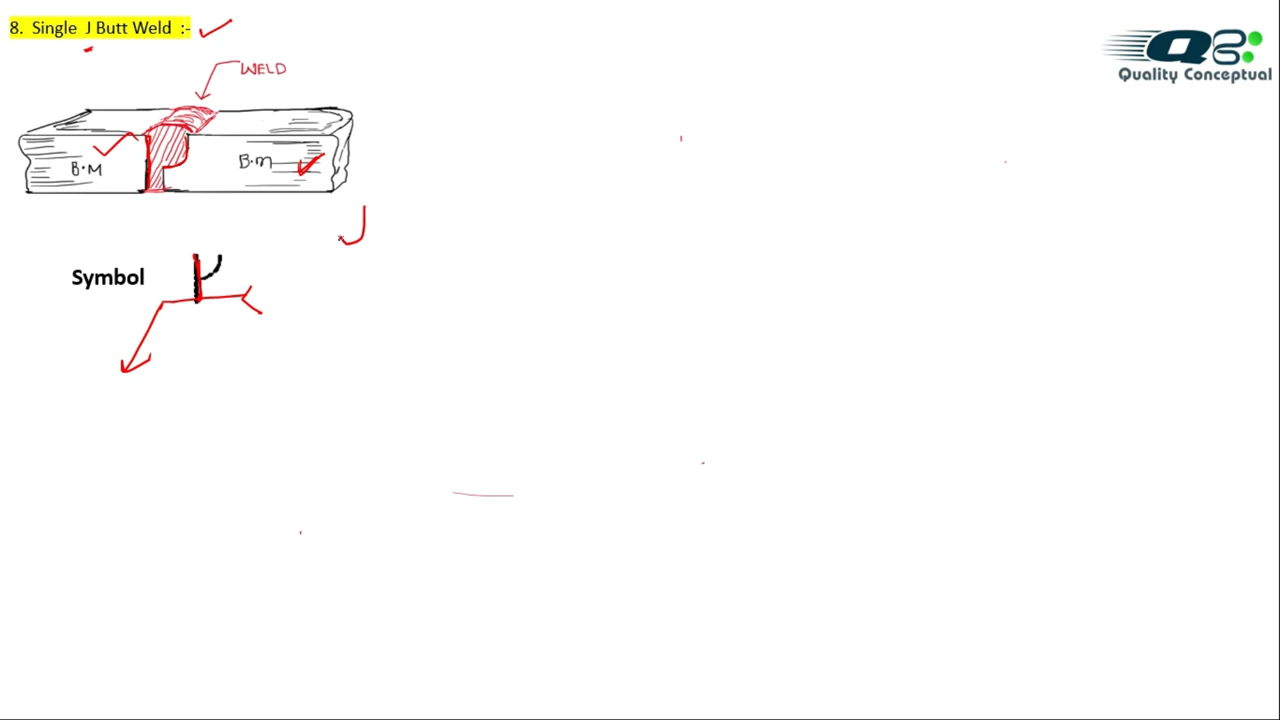 8. Single J Butt Weld :-
Quality Conceptual
WELD
B.M
B.M
J
Symbol